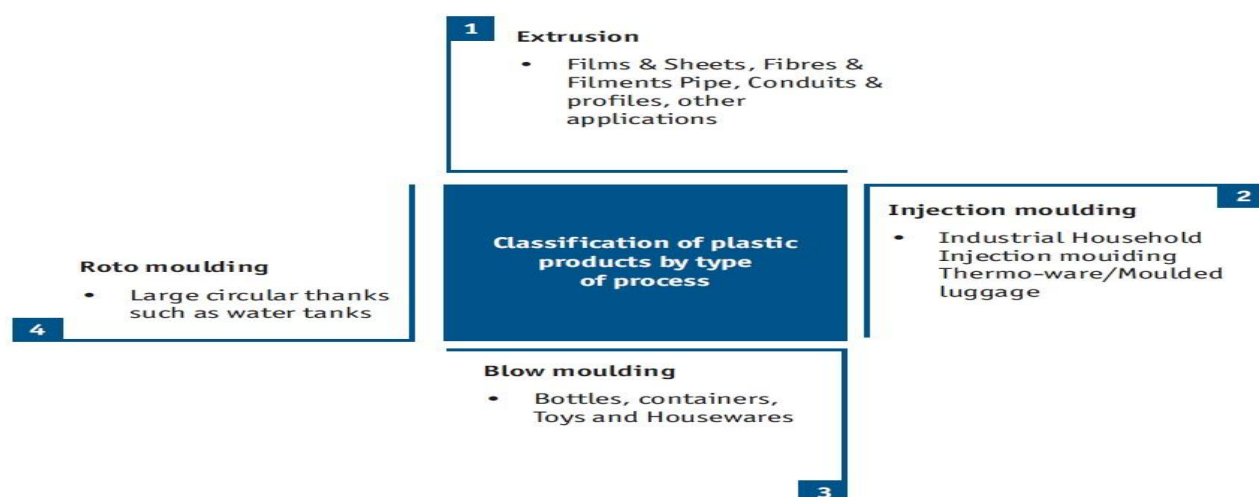 1
Extrusion
• Films & Sheets, Fibres &
Filments Pipe, Conduits &
profiles, other
applications
2
Injection moulding
• Industrial Household
Injection mouiding
Thermo-ware/Moulded
luggage
Classification of plastic
products by type
of process
Roto moulding
• Large circular thanks
such as water tanks
4
Blow moulding
• Bottles, containers,
Toys and Housewares
3